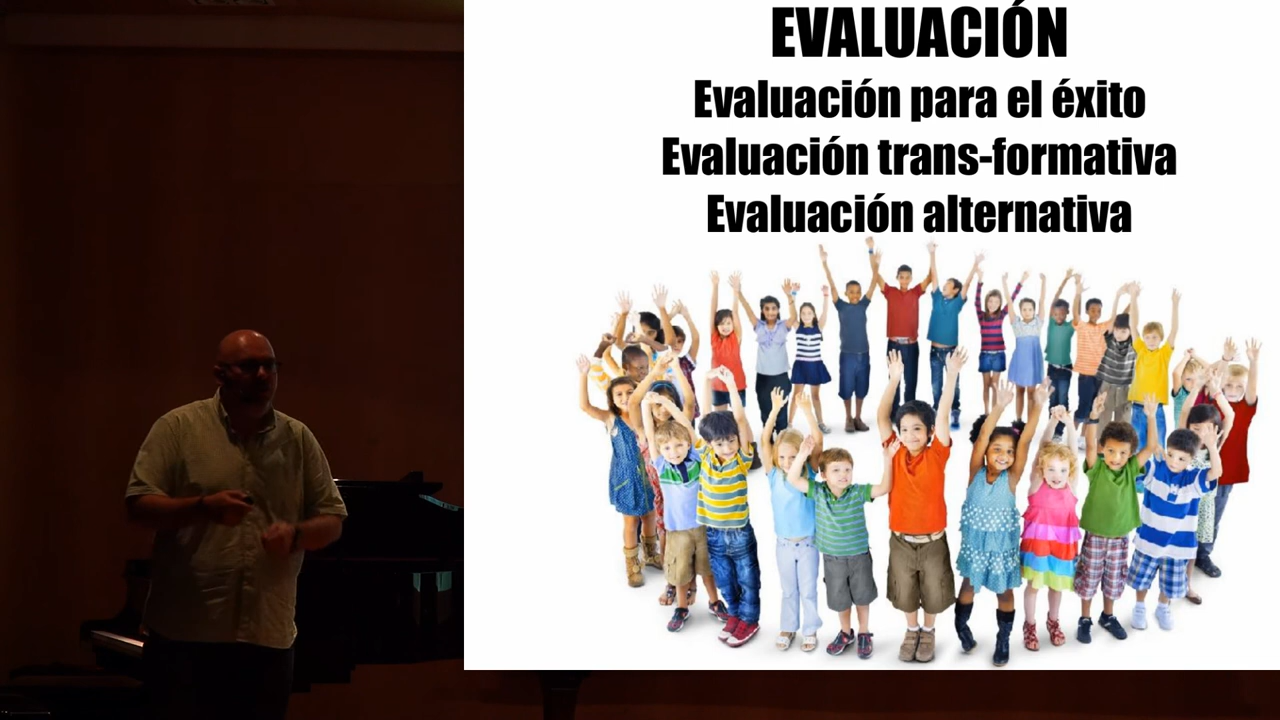 EVALUACIÓN
Evaluación para el éxito
Evaluación trans-formativa
Evaluación alternativa